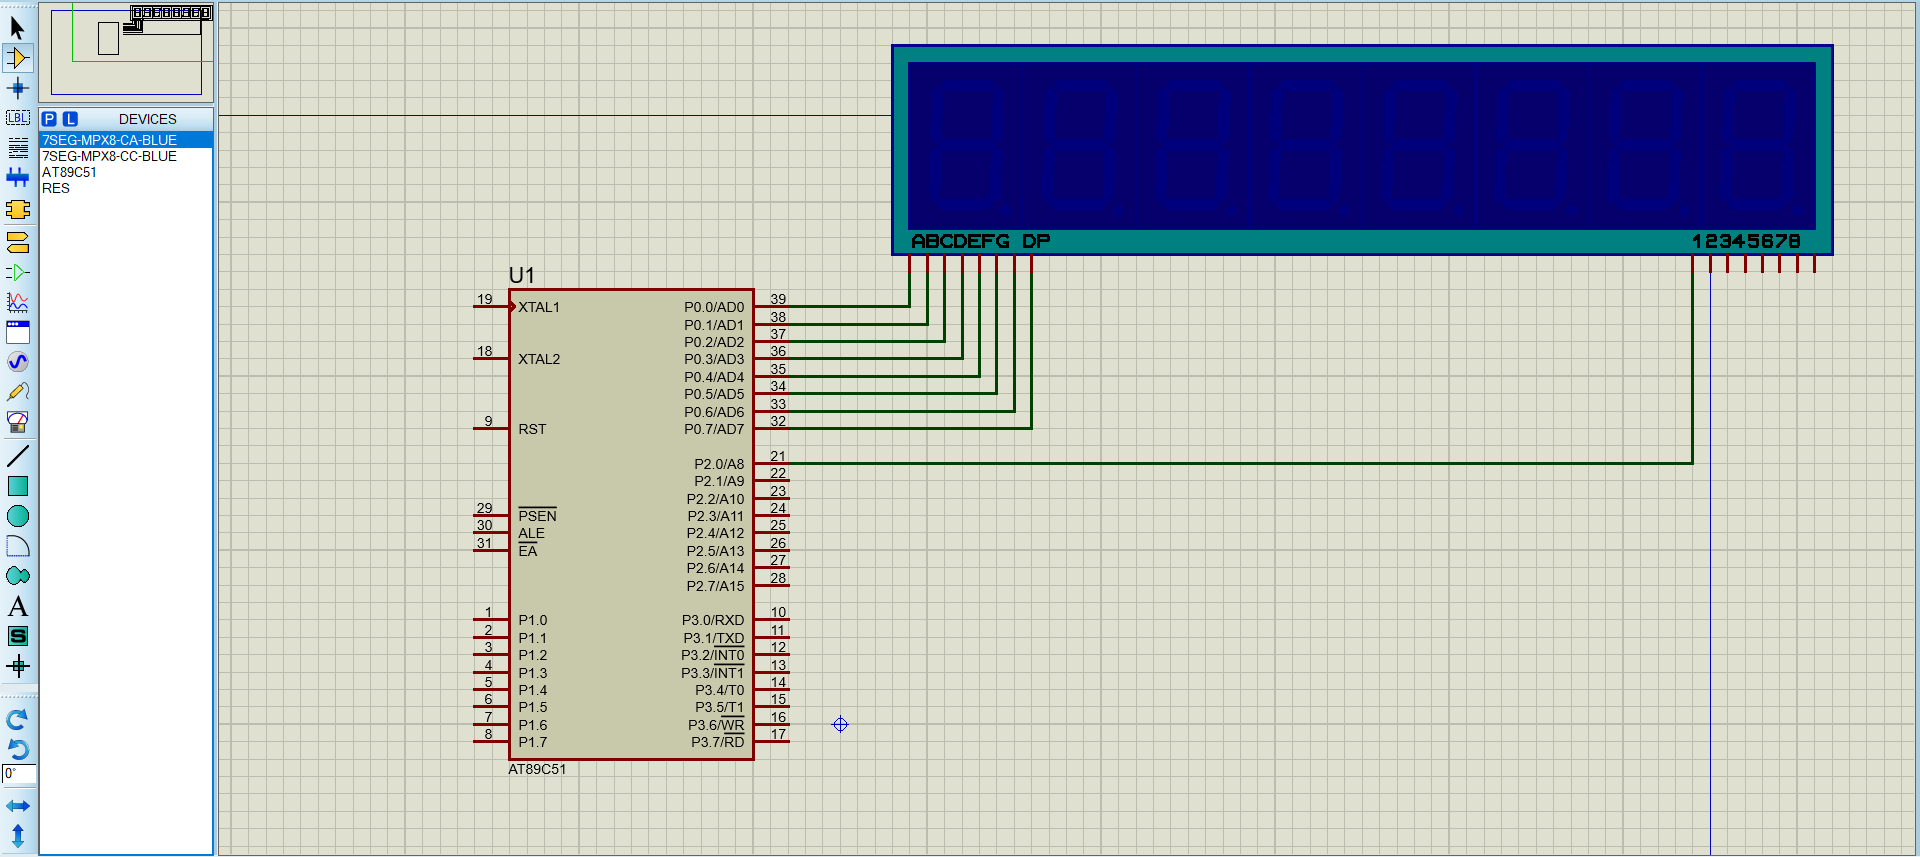 P L DEVICES
7SEG-MPX8-CA-BLUE
7SEG-MPX8-CC-BLUE
AT89C51
RES
LBL
A
S
0°
ABCDEFG DP
12345678
U1
19 XTAL1
18 XTAL2
9 RST
29 PSEN
30 ALE
31 EA
1 P1.0
2 P1.1
3 P1.2
4 P1.3
5 P1.4
6 P1.5
7 P1.6
8 P1.7
P0.0/AD0 39
P0.1/AD1 38
P0.2/AD2 37
P0.3/AD3 36
P0.4/AD4 35
P0.5/AD5 34
P0.6/AD6 33
P0.7/AD7 32
P2.0/A8 21
P2.1/A9 22
P2.2/A10 23
P2.3/A11 24
P2.4/A12 25
P2.5/A13 26
P2.6/A14 27
P2.7/A15 28
P3.0/RXD 10
P3.1/TXD 11
P3.2/INT0 12
P3.3/INT1 13
P3.4/T0 14
P3.5/T1 15
P3.6/WR 16
P3.7/RD 17
AT89C51